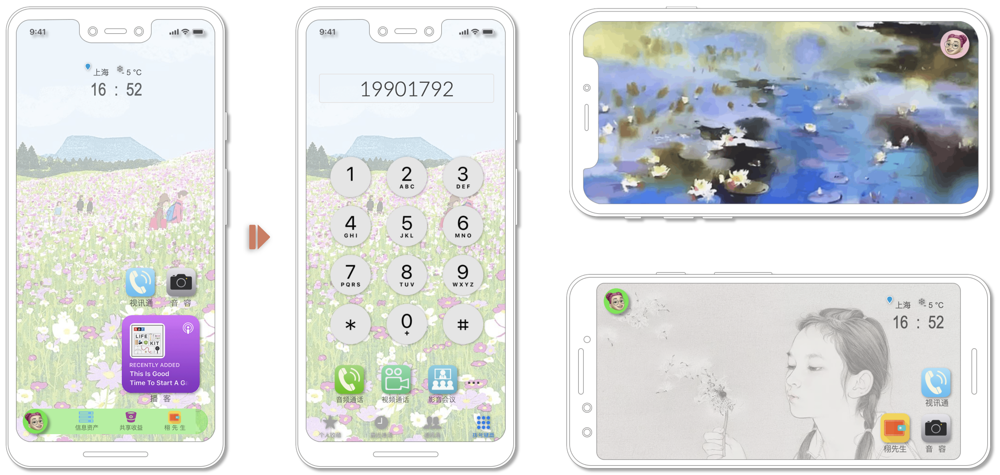 9:41
上海 - 5 °C
16 : 52
视讯通 音 容
npr
LIFE
KIT
RECENTLY ADDED
This Is Good
Time To Start A Ga
播 客
信息资产 共享收益 栩 先 生
9:41
19901792
1 2 3
ABC DEF
4 5 6
GHI JKL MNO
7 8 9
PQRS TUV WXYZ
* 0 #
+
音频通话 视频通话 影音会议 ...
个人收藏 最近通话 通讯录 拨号键盘
上海 - 5 °C
16 : 52
视讯通
栩先生 音 容